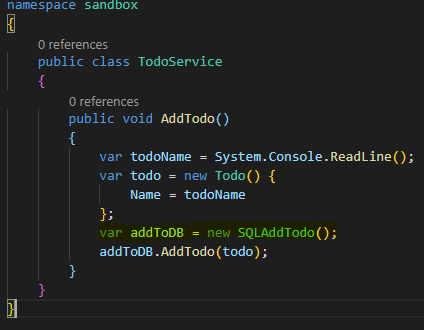 namespace sandbox
{
0 references
public class TodoService
{
0 references
public void AddTodo()
{
var todoName = System.Console.ReadLine();
var todo = new Todo() {
Name = todoName
};
var addToDB = new SQLAddTodo();
addToDB.AddTodo(todo);
}
}
}